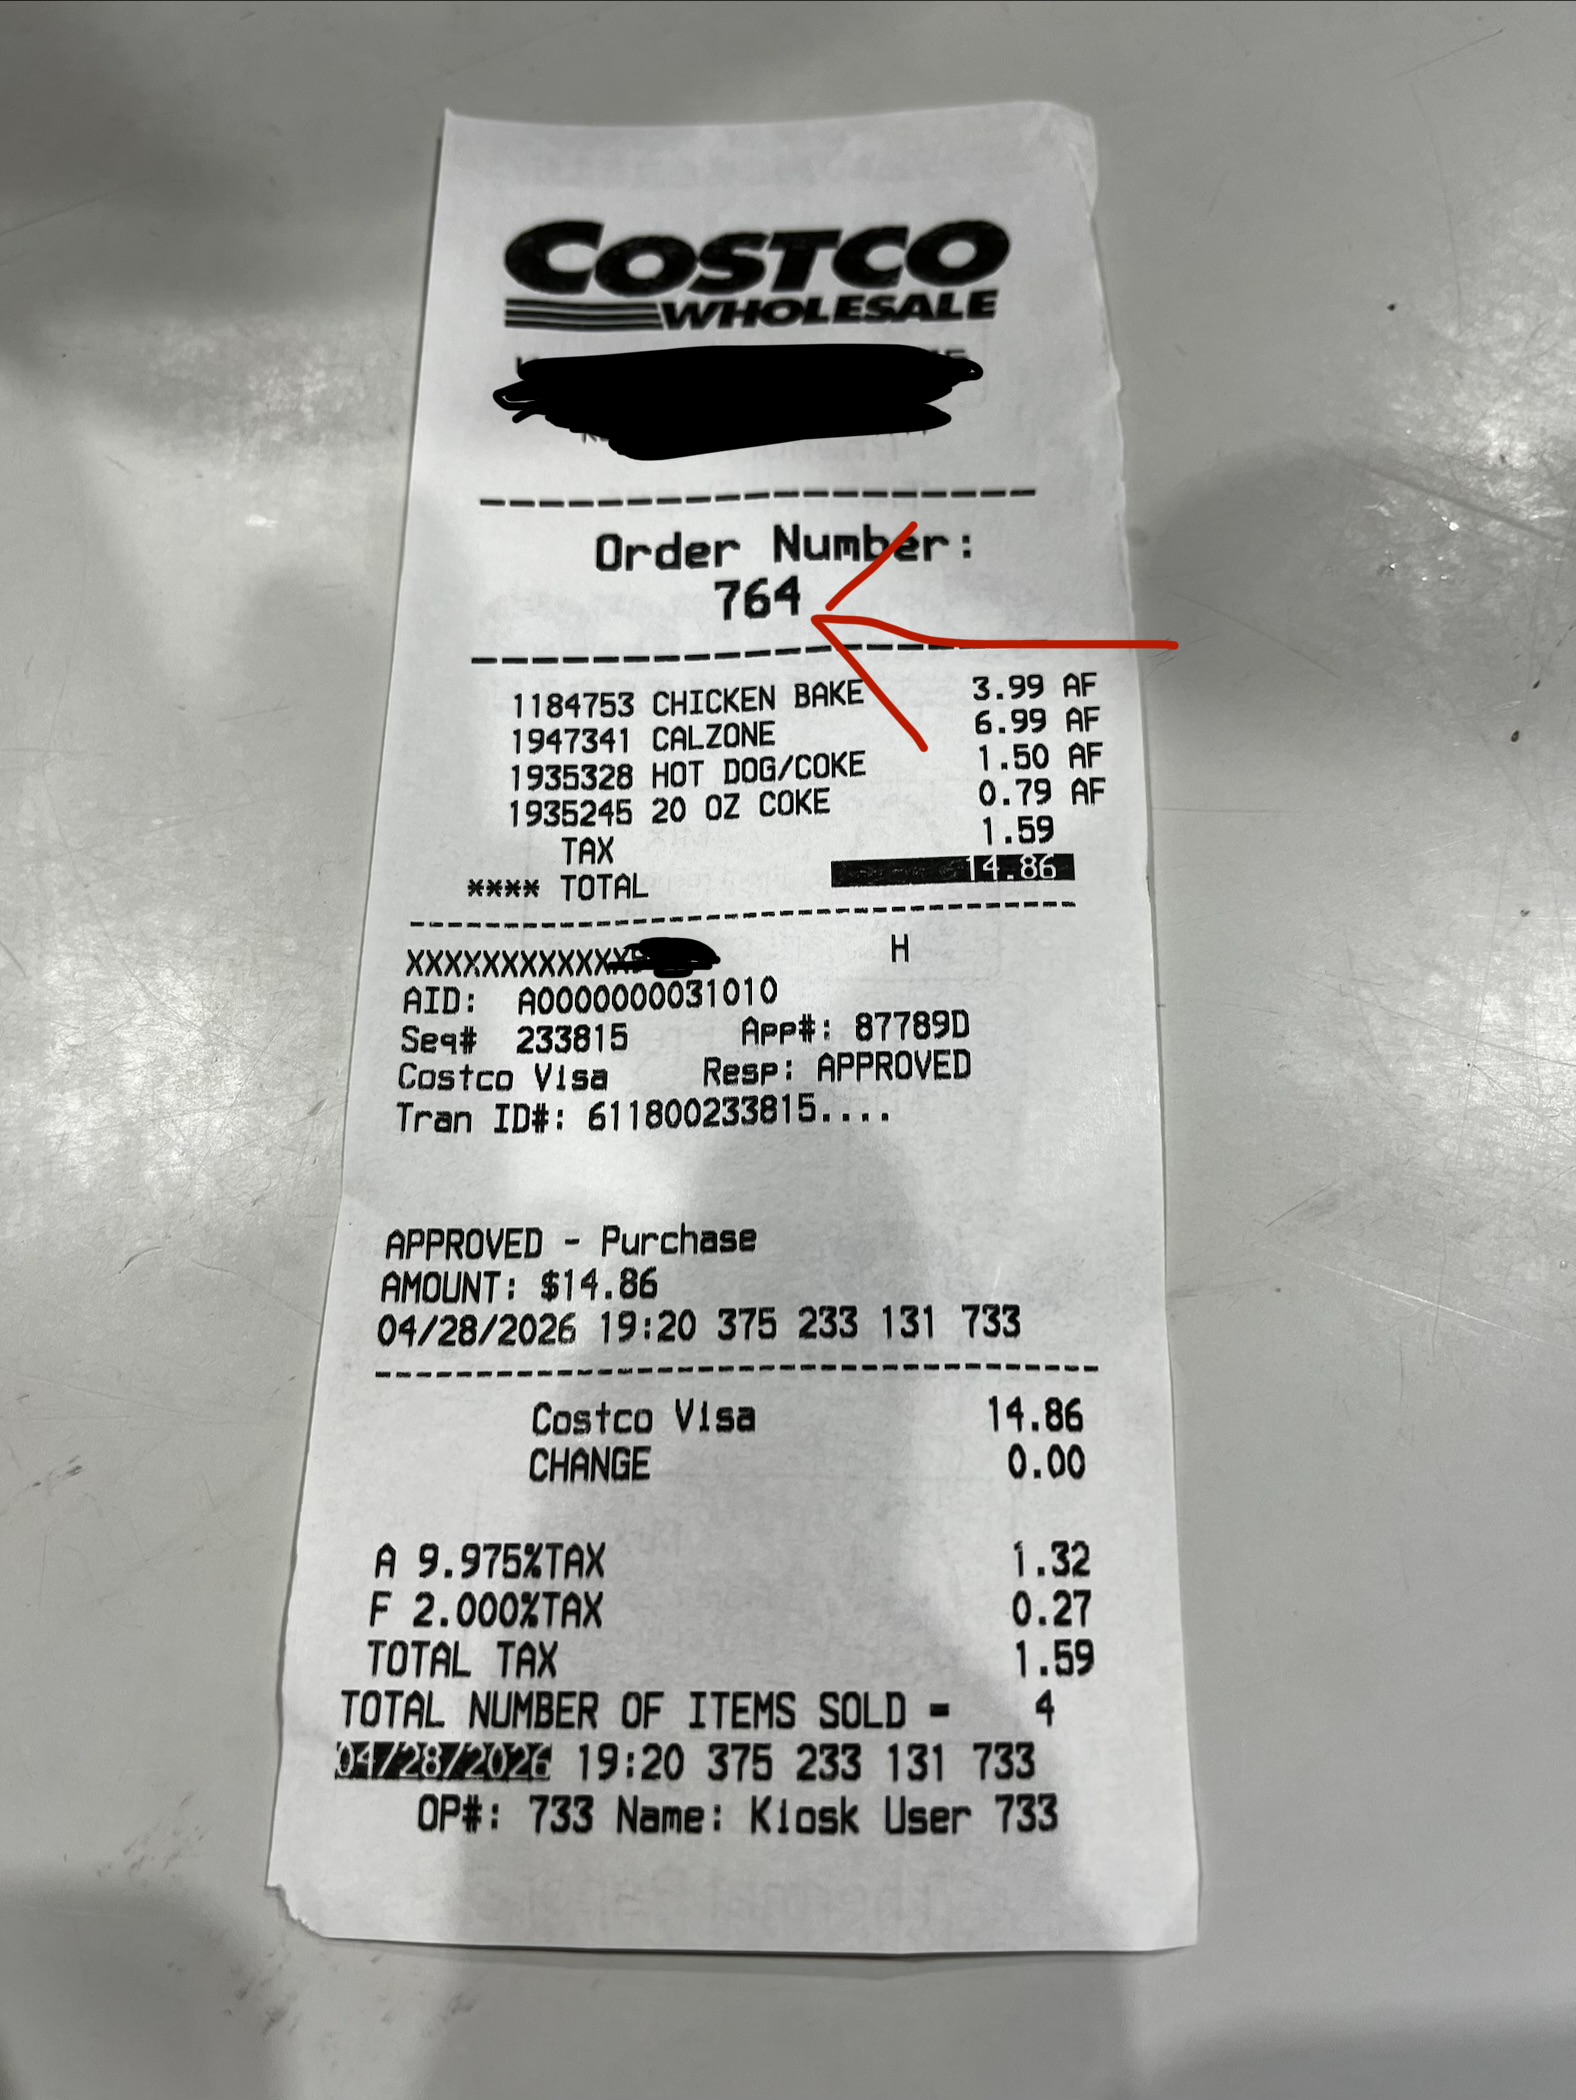 COSTCO
WHOLESALE
Order Number:
764
1184753 CHICKEN BAKE 3.99 AF
1947341 CALZONE 6.99 AF
1935328 HOT DOG/COKE 1.50 AF
1935245 20 OZ COKE 0.79 AF
TAX 1.59
**** TOTAL 14.86
XXXXXXXXXXXX H
AID: A0000000031010
Seq# 233815 App#: 87789D
Costco Visa Resp: APPROVED
Tran ID#: 611800233815....
APPROVED - Purchase
AMOUNT: $14.86
04/28/2026 19:20 375 233 131 733
Costco Visa 14.86
CHANGE 0.00
A 9.975%TAX 1.32
F 2.000%TAX 0.27
TOTAL TAX 1.59
TOTAL NUMBER OF ITEMS SOLD = 4
04/28/2026 19:20 375 233 131 733
OP#: 733 Name: Kiosk User 733